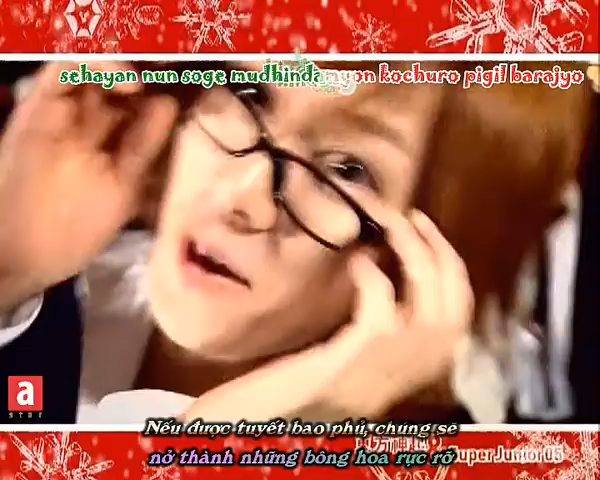 sehayan nun soge mudhindamyon kochuro pigil barajyo
a
star
Nếu được tuyết bao phủ, chúng sẽ
nở thành những bông hoa rực rỡ
SuperJunior05